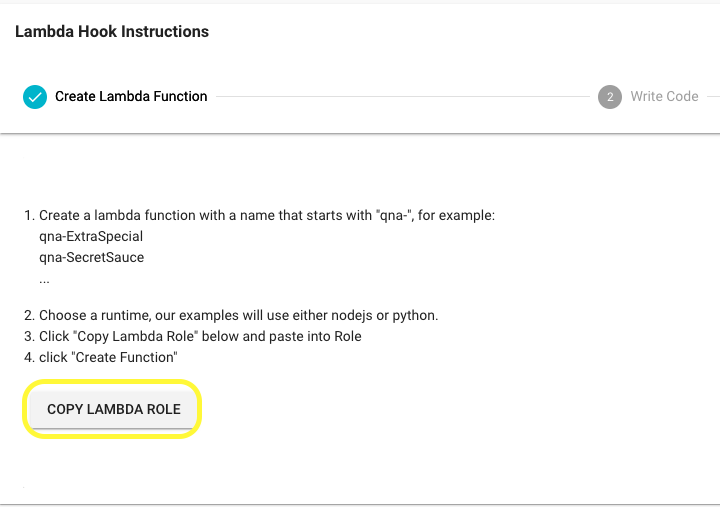 Lambda Hook Instructions
Create Lambda Function
2 Write Code
1. Create a lambda function with a name that starts with "qna-", for example:
qna-ExtraSpecial
qna-SecretSauce
...
2. Choose a runtime, our examples will use either nodejs or python.
3. Click "Copy Lambda Role" below and paste into Role
4. click "Create Function"
COPY LAMBDA ROLE